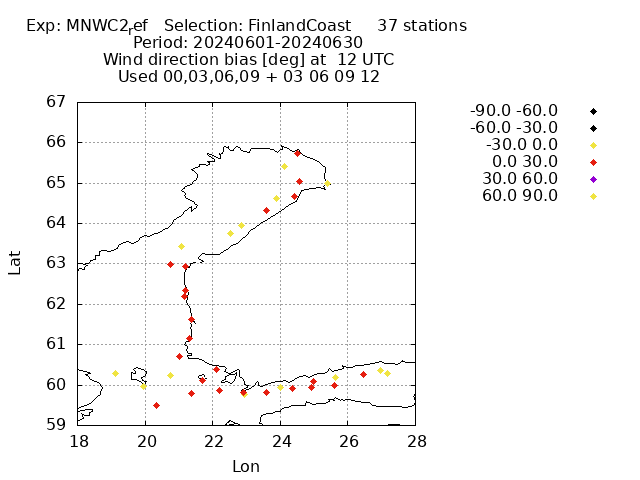 Exp: MNWC2ref   Selection: FinlandCoast     37 stations
Period: 20240601-20240630
Wind direction bias [deg] at  12 UTC
Used 00,03,06,09 + 03 06 09 12
-90.0 -60.0
-60.0 -30.0
-30.0 0.0
0.0 30.0
30.0 60.0
60.0 90.0
67
66
65
64
63
62
61
60
59
Lat
18 20 22 24 26 28
Lon